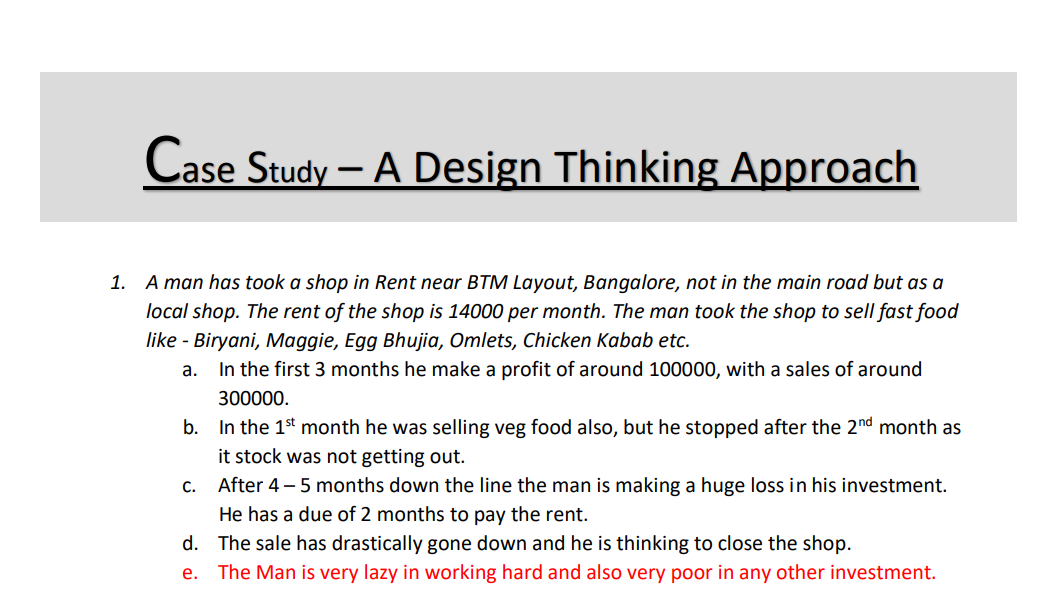 Case Study – A Design Thinking Approach
1. A man has took a shop in Rent near BTM Layout, Bangalore, not in the main road but as a
local shop. The rent of the shop is 14000 per month. The man took the shop to sell fast food
like - Biryani, Maggie, Egg Bhujia, Omlets, Chicken Kabab etc.
a. In the first 3 months he make a profit of around 100000, with a sales of around
300000.
b. In the 1st month he was selling veg food also, but he stopped after the 2nd month as
it stock was not getting out.
c. After 4 – 5 months down the line the man is making a huge loss in his investment.
He has a due of 2 months to pay the rent.
d. The sale has drastically gone down and he is thinking to close the shop.
e. The Man is very lazy in working hard and also very poor in any other investment.